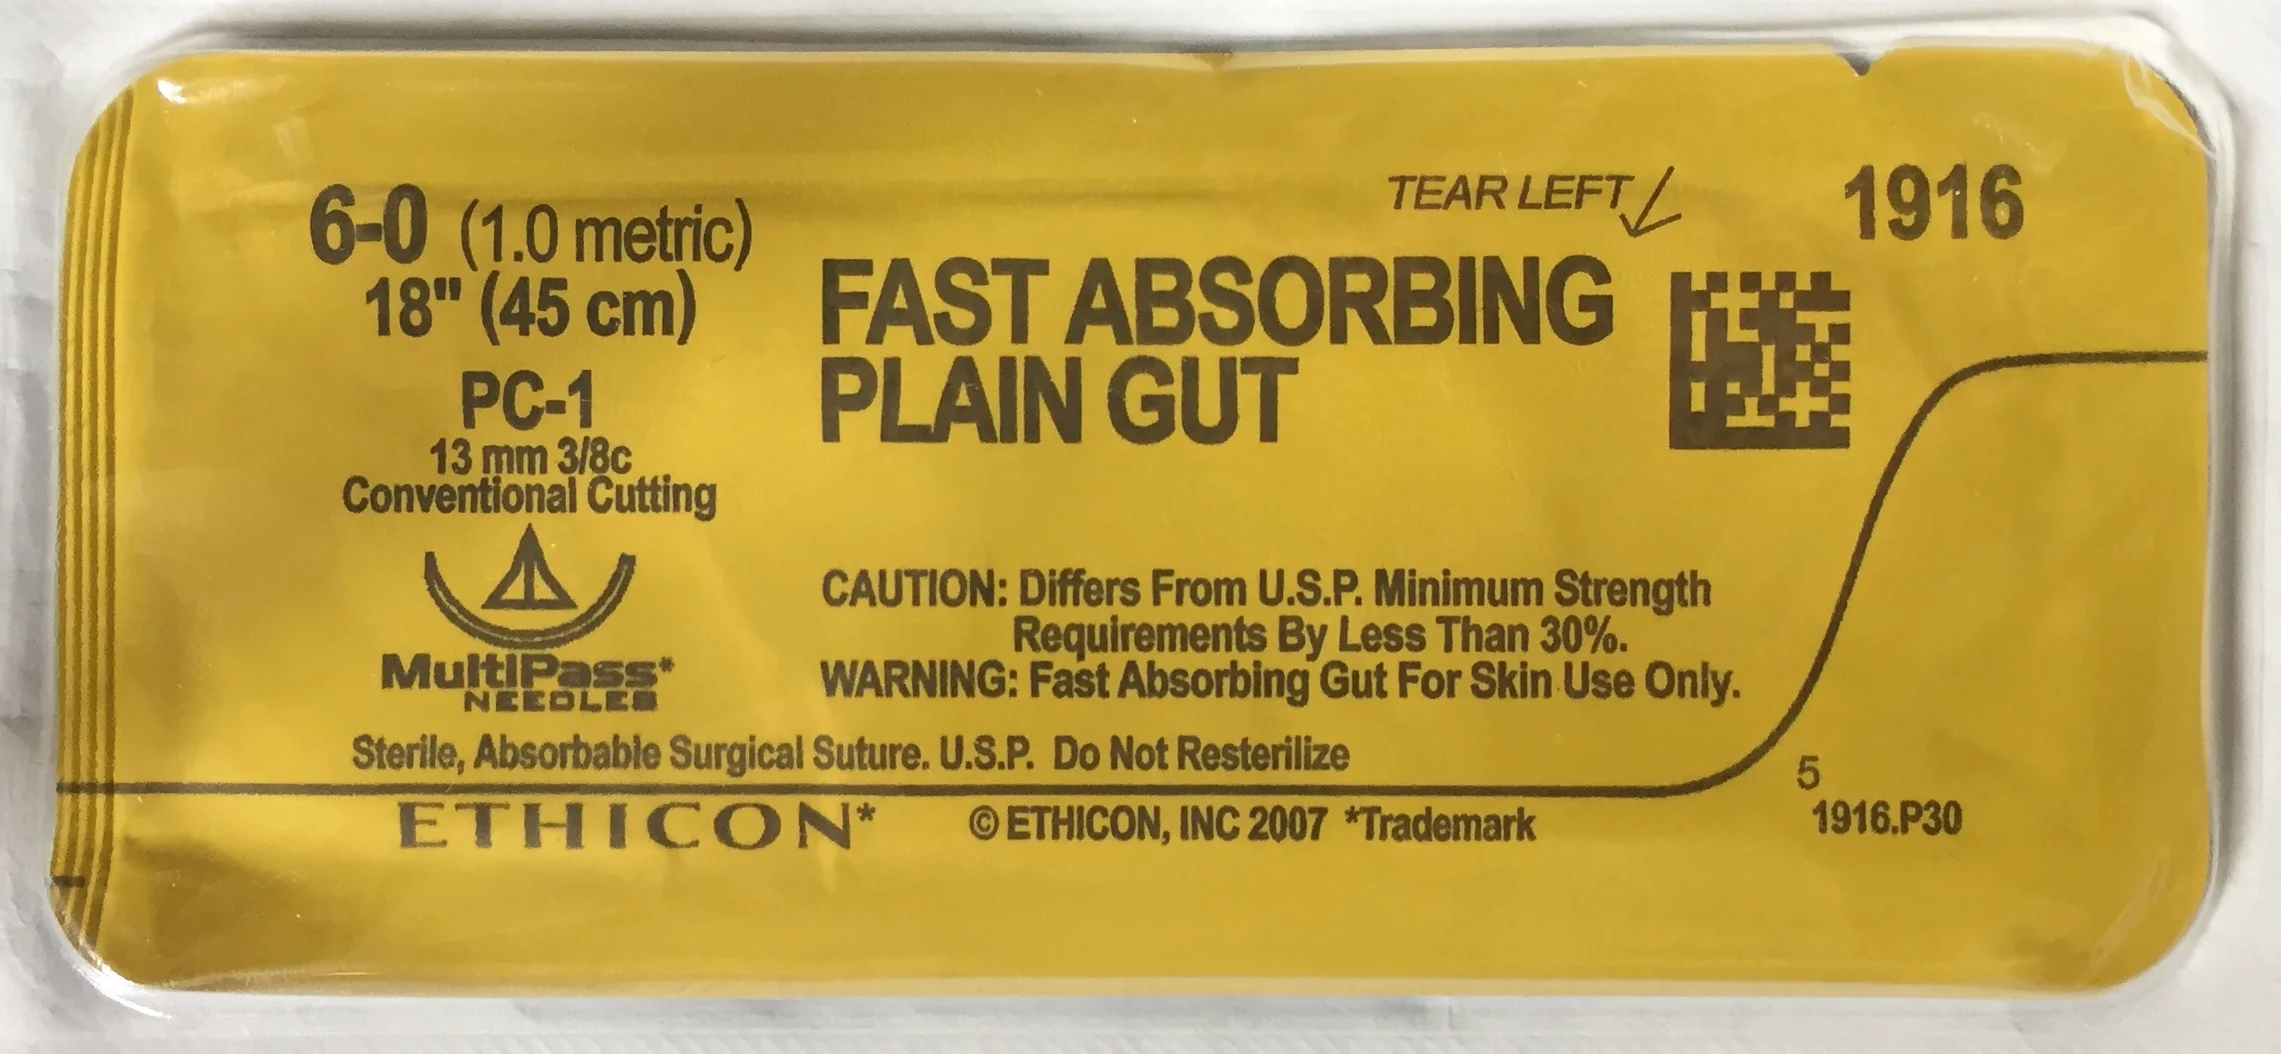 6-0 (1.0 metric)
18" (45 cm)
PC-1
13 mm 3/8c
Conventional Cutting
MultiPass*
NEEDLES
TEAR LEFT
1916
FAST ABSORBING
PLAIN GUT
CAUTION: Differs From U.S.P. Minimum Strength
Requirements By Less Than 30%.
WARNING: Fast Absorbing Gut For Skin Use Only.
Sterile, Absorbable Surgical Suture. U.S.P. Do Not Resterilize
ETHICON* © ETHICON, INC 2007 *Trademark
5
1916.P30